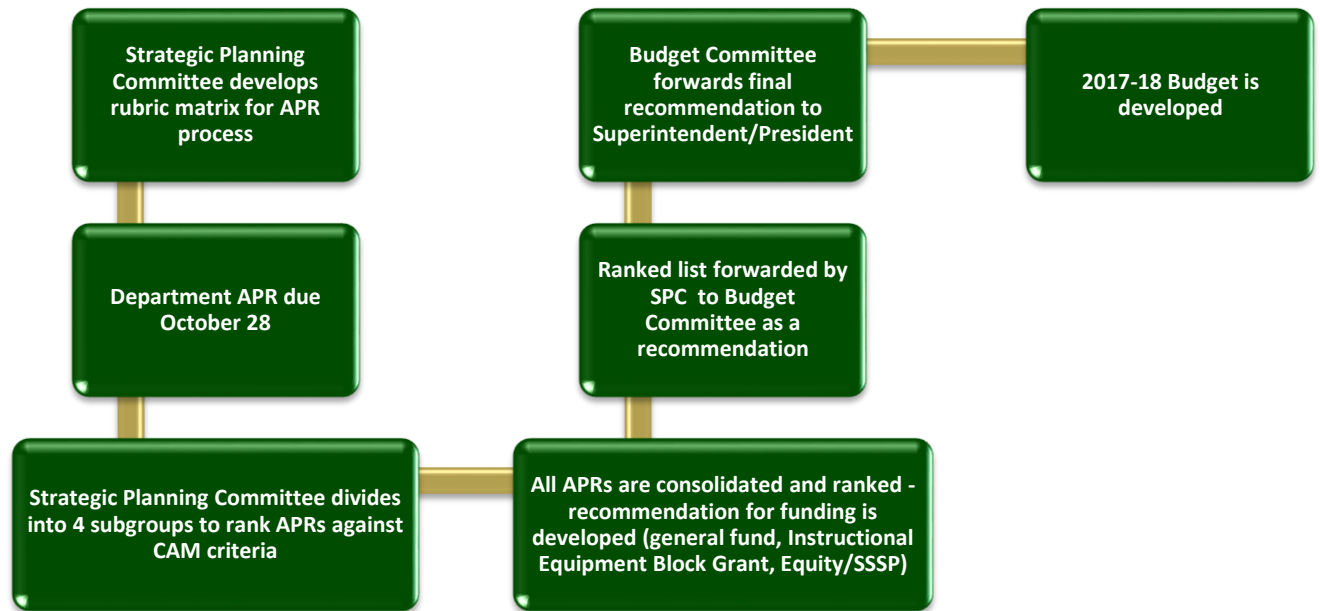 Strategic Planning
Committee develops
rubric matrix for APR
process
Department APR due
October 28
Strategic Planning Committee divides
into 4 subgroups to rank APRs against
CAM criteria
All APRs are consolidated and ranked -
recommendation for funding is
developed (general fund, Instructional
Equipment Block Grant, Equity/SSSP)
Ranked list forwarded by
SPC to Budget
Committee as a
recommendation
Budget Committee
forwards final
recommendation to
Superintendent/President
2017-18 Budget is
developed